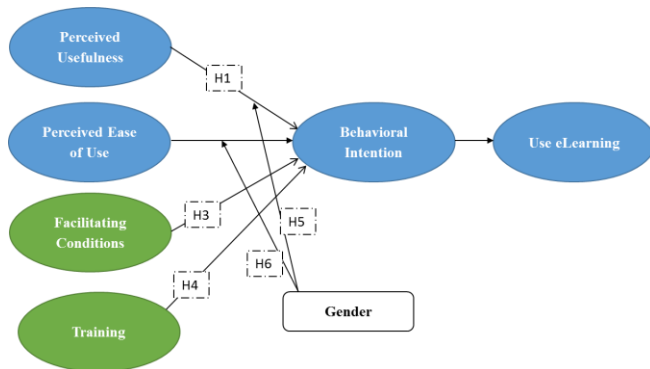 Perceived
Usefulness
H1
Perceived Ease
of Use
Behavioral
Intention
Use eLearning
Facilitating
Conditions
H3
H5
H6
H4
Training
Gender